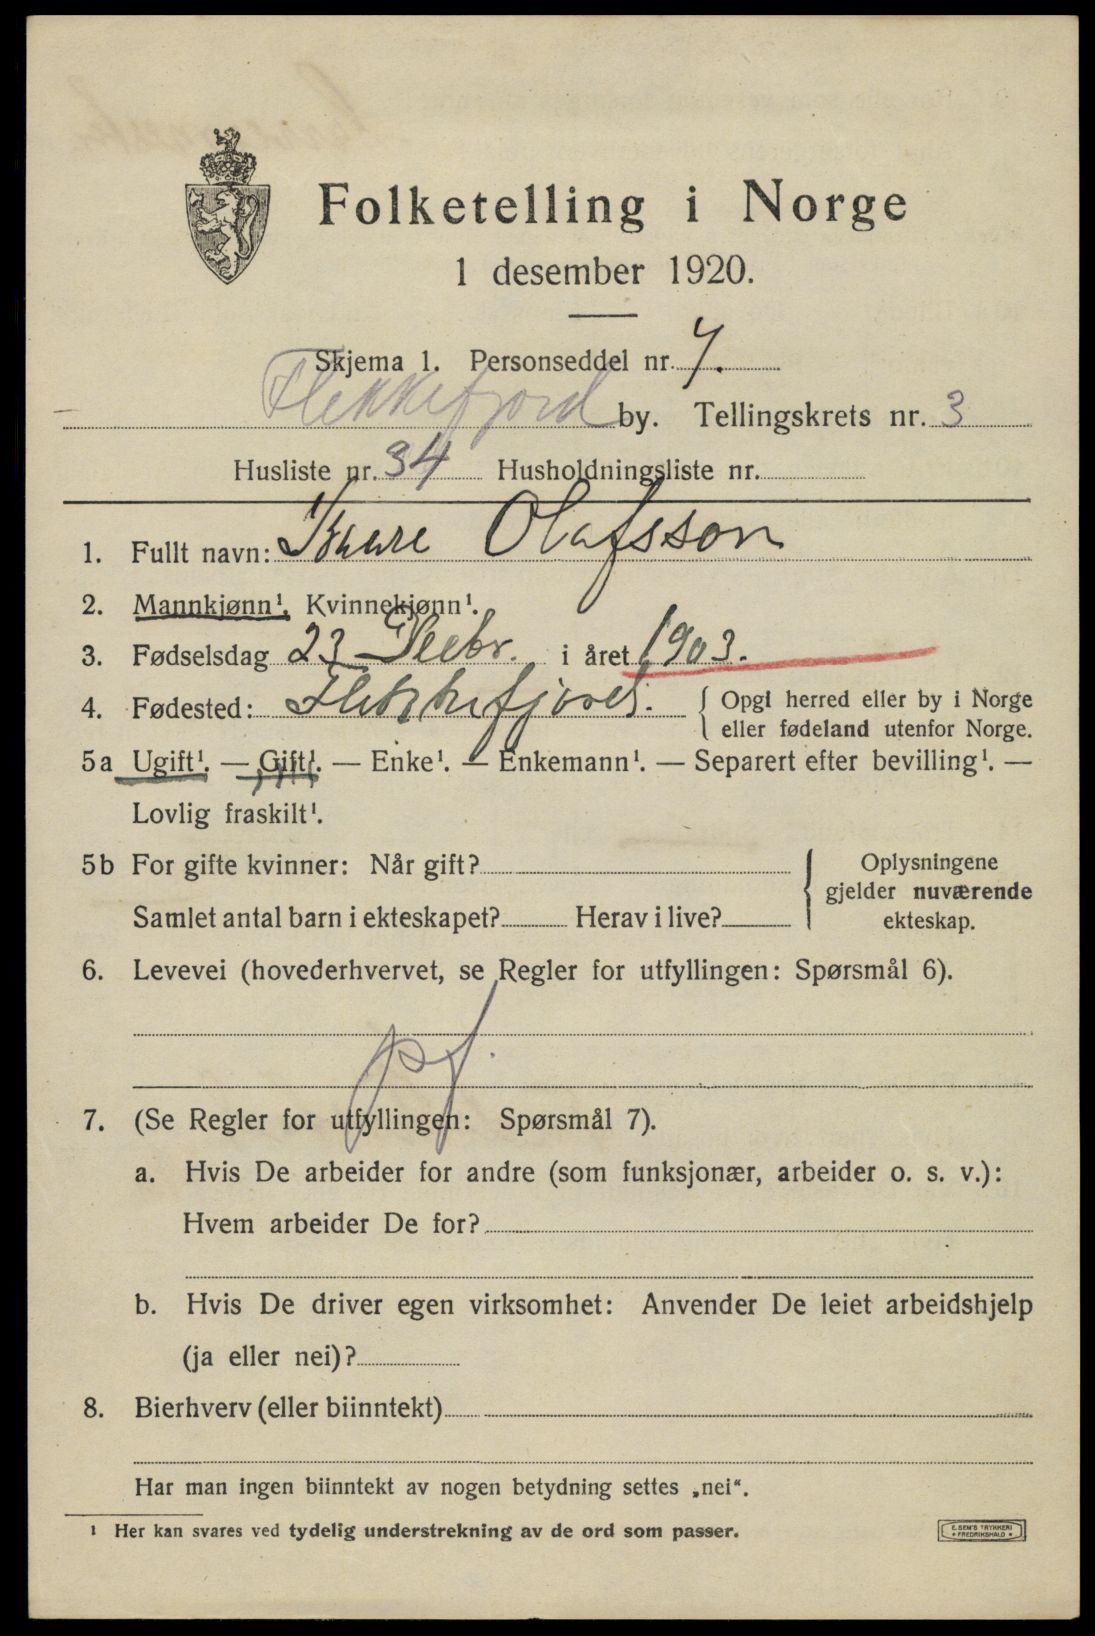 Folketelling i Norge
1 desember 1920.
Skjema 1. Personseddel nr. 7.
Flekkefjord by. Tellingskrets nr. 3
Husliste nr. 34 Husholdningsliste nr.
1. Fullt navn: Kaare Olafsson
2. Mannkjønn¹, Kvinnekjønn¹.
3. Fødselsdag 23 i året 1903.
4. Fødested: Flekkefjord. { Opgi herred eller by i Norge
eller fødeland utenfor Norge.
5a Ugift¹. — Gift¹. — Enke¹. — Enkemann¹. — Separert efter bevilling¹. —
Lovlig fraskilt¹.
5b For gifte kvinner: Når gift? { Oplysningene
gjelder nuværende
Samlet antal barn i ekteskapet? Herav i live? ekteskap.
6. Levevei (hovederhvervet, se Regler for utfyllingen: Spørsmål 6).
pf.
7. (Se Regler for utfyllingen: Spørsmål 7).
a. Hvis De arbeider for andre (som funksjonær, arbeider o. s. v.):
Hvem arbeider De for?
b. Hvis De driver egen virksomhet: Anvender De leiet arbeidshjelp
(ja eller nei)?
8. Bierhverv (eller biinntekt)
Har man ingen biinntekt av nogen betydning settes „nei“.
¹ Her kan svares ved tydelig understrekning av de ord som passer.
E. SEM'S TRYKKERI
* FREDRIKSHALD *